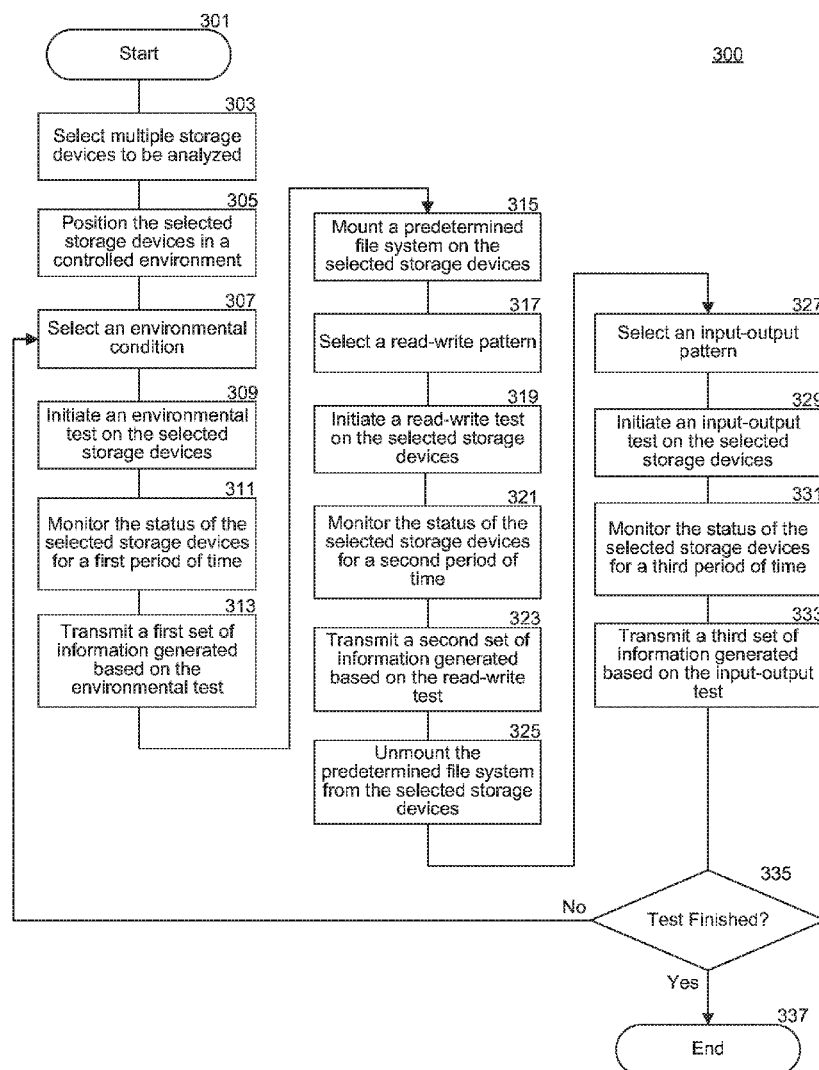 301
Start
300
303
Select multiple storage
devices to be analyzed
305
Position the selected
storage devices in a
controlled environment
307
Select an environmental
condition
309
Initiate an environmental
test on the selected
storage devices
311
Monitor the status of the
selected storage devices
for a first period of time
313
Transmit a first set of
information generated
based on the
environmental test
315
Mount a predetermined
file system on the
selected storage devices
317
Select a read-write pattern
319
Initiate a read-write test
on the selected storage
devices
321
Monitor the status of the
selected storage devices
for a second period of
time
323
Transmit a second set of
information generated
based on the read-write
test
325
Unmount the
predetermined file system
from the selected storage
devices
327
Select an input-output
pattern
329
Initiate an input-output
test on the selected
storage devices
331
Monitor the status of the
selected storage devices
for a third period of time
333
Transmit a third set of
information generated
based on the input-output
test
335
Test Finished?
No
Yes
337
End